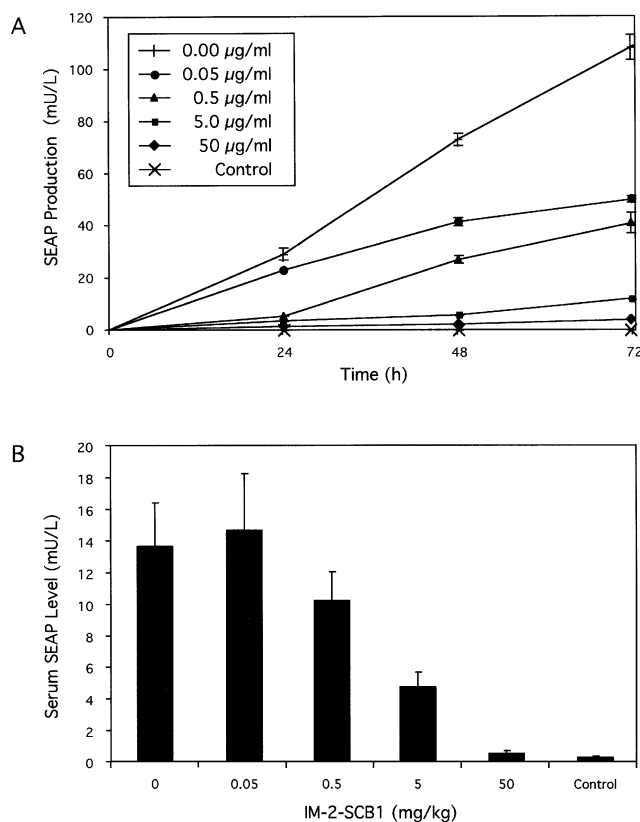 A
120
100
80
60
40
20
0
SEAP Production (mU/L)
0.00 µg/ml
0.05 µg/ml
0.5 µg/ml
5.0 µg/ml
50 µg/ml
Control
0 24 48 72
Time (h)
B
20
18
16
14
12
10
8
6
4
2
0
Serum SEAP Level (mU/L)
0 0.05 0.5 5 50 Control
IM-2-SCB1 (mg/kg)